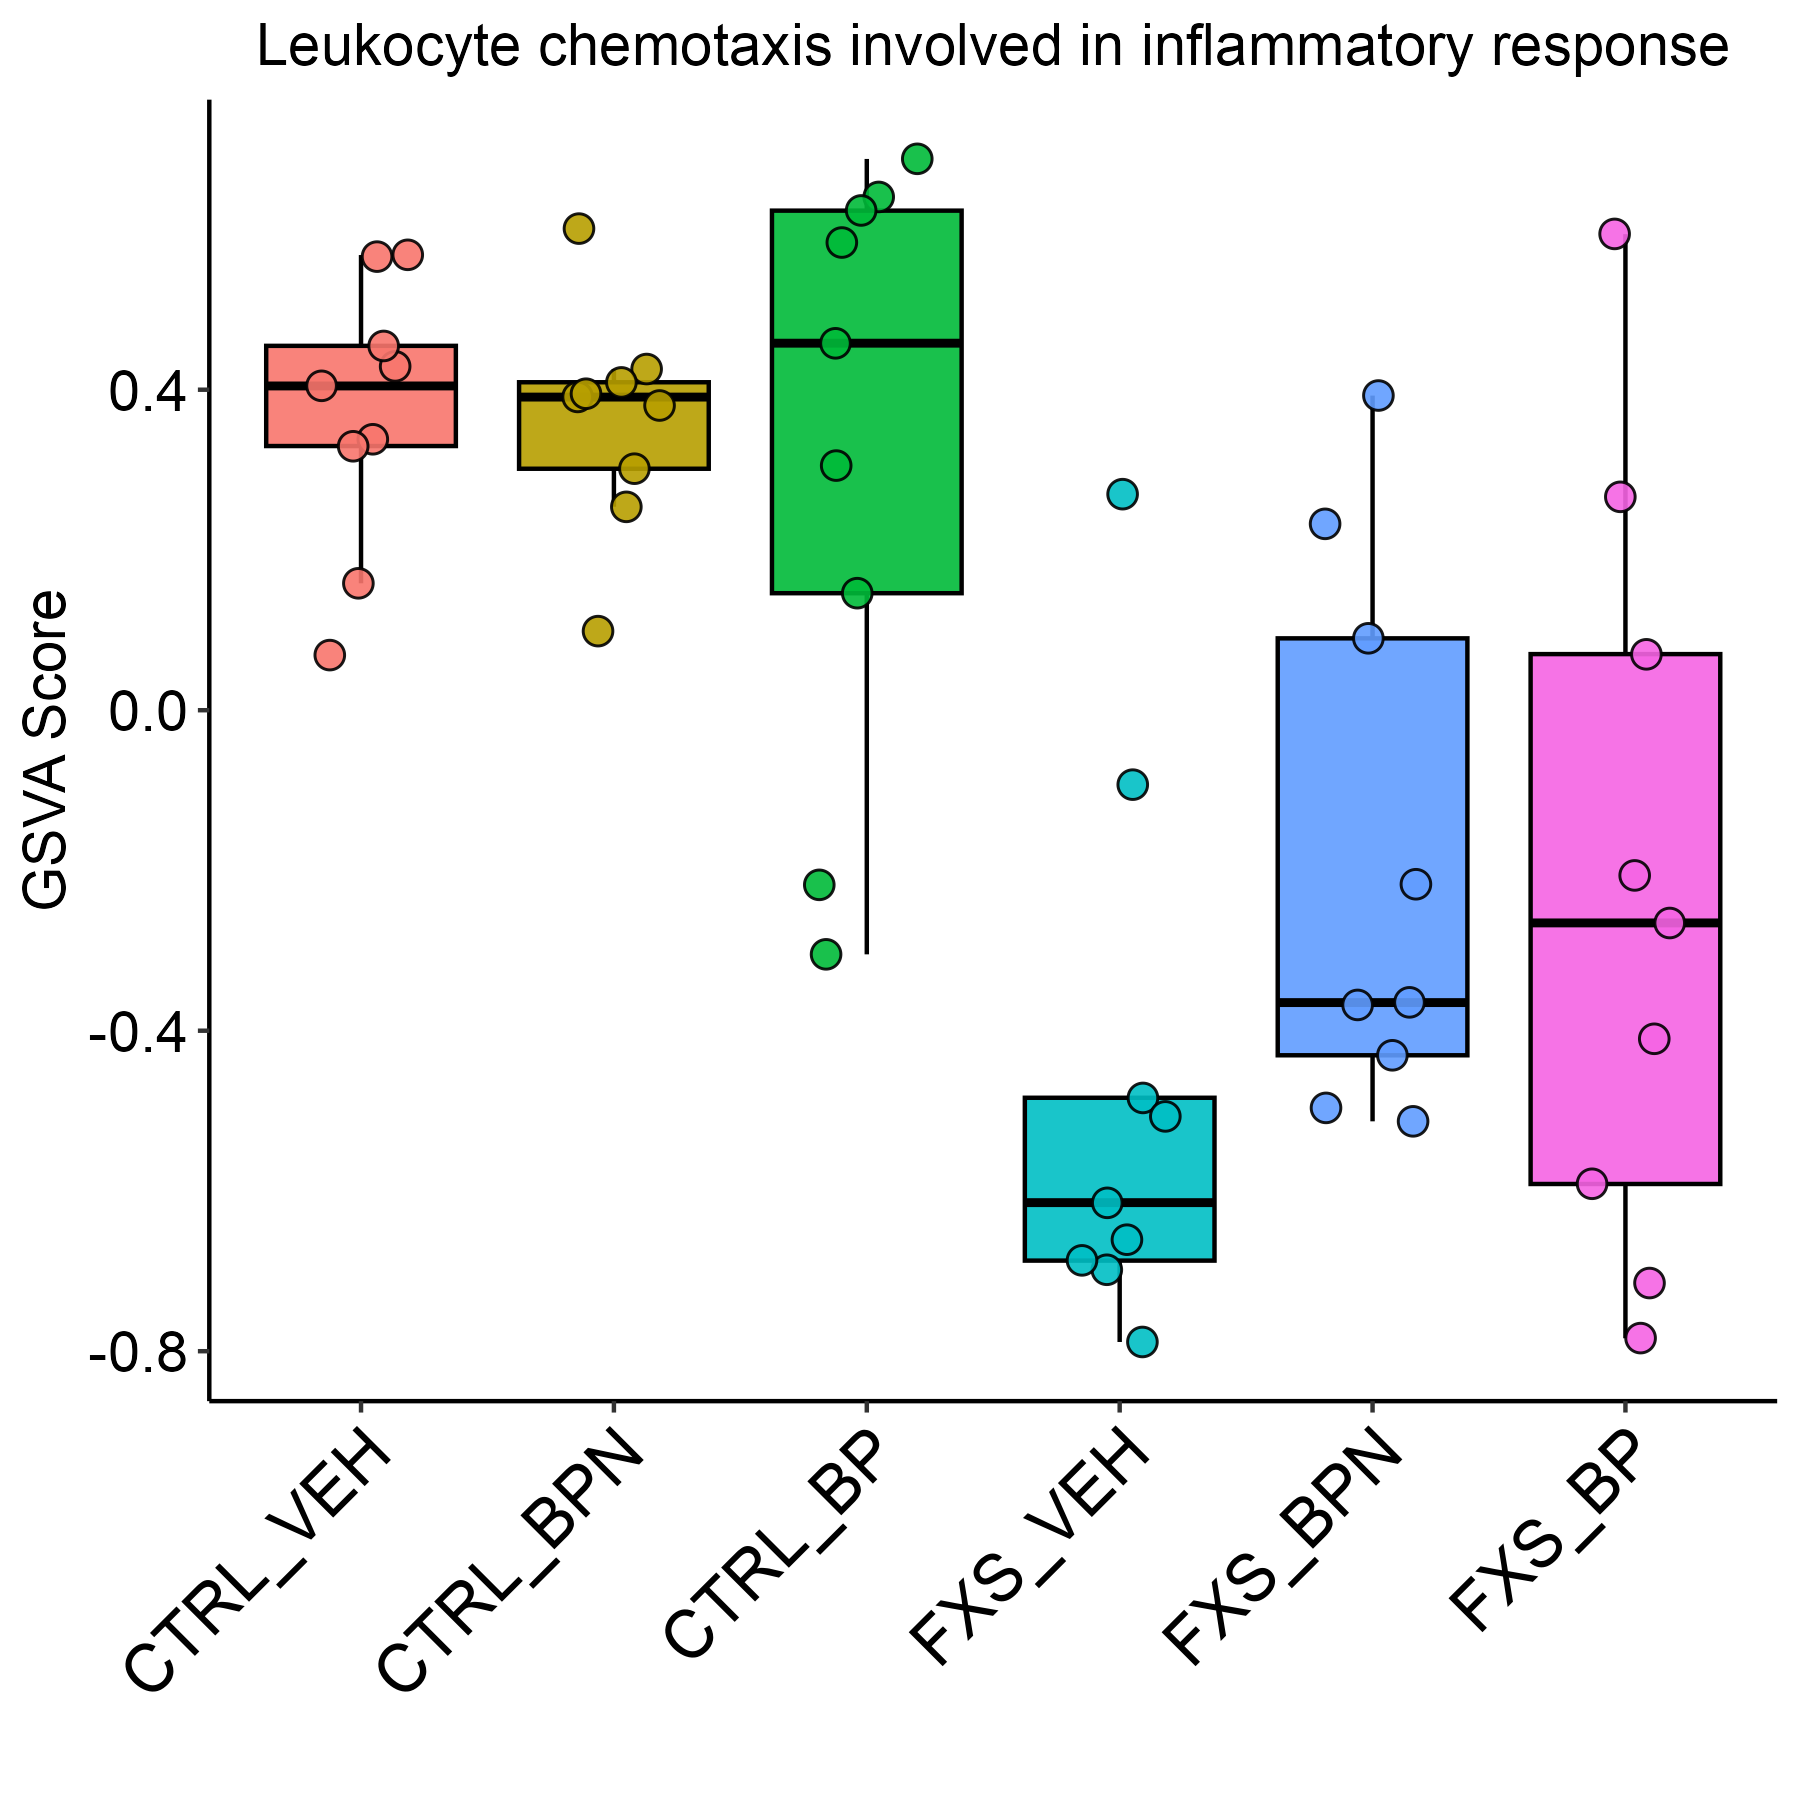 Leukocyte chemotaxis involved in inflammatory response
GSVA Score
0.4
0.0
-0.4
-0.8
CTRL_VEH
CTRL_BPN
CTRL_BP
FXS_VEH
FXS_BPN
FXS_BP